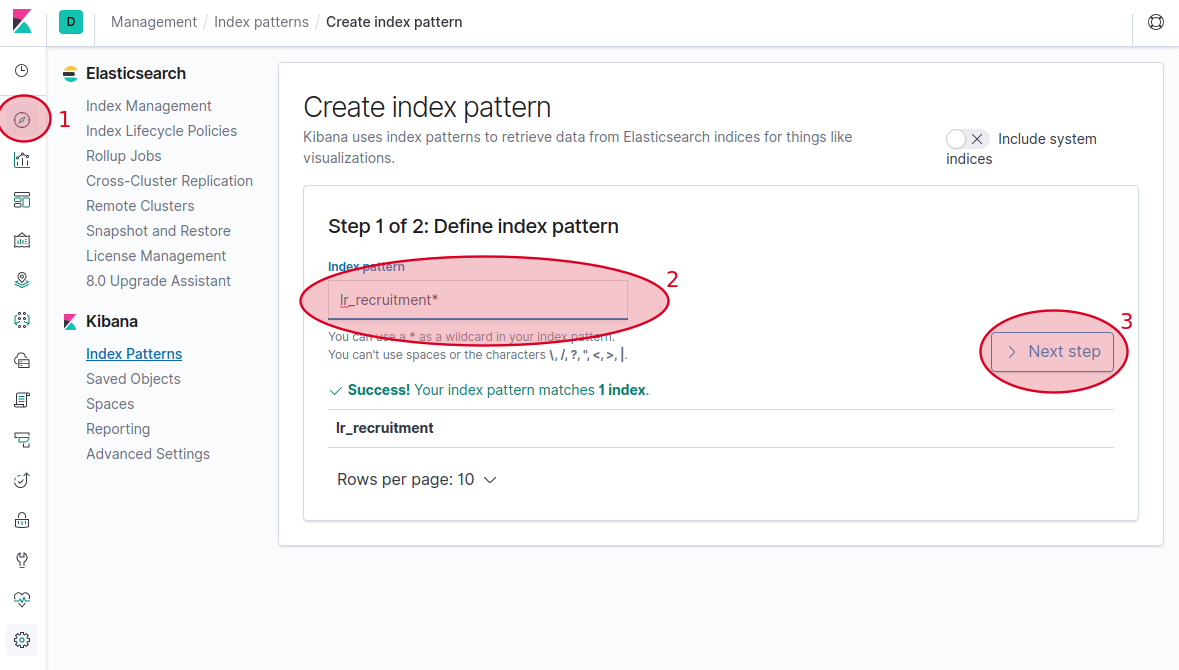 D
Management / Index patterns / Create index pattern
1
Elasticsearch
Index Management
Index Lifecycle Policies
Rollup Jobs
Cross-Cluster Replication
Remote Clusters
Snapshot and Restore
License Management
8.0 Upgrade Assistant
Kibana
Index Patterns
Saved Objects
Spaces
Reporting
Advanced Settings
Create index pattern
Kibana uses index patterns to retrieve data from Elasticsearch indices for things like
visualizations.
Include system
indices
Step 1 of 2: Define index pattern
Index pattern
2
lr_recruitment*
You can use a * as a wildcard in your index pattern.
You can't use spaces or the characters \, /, ?, ", <, >, |.
3
Next step
Success! Your index pattern matches 1 index.
lr_recruitment
Rows per page: 10